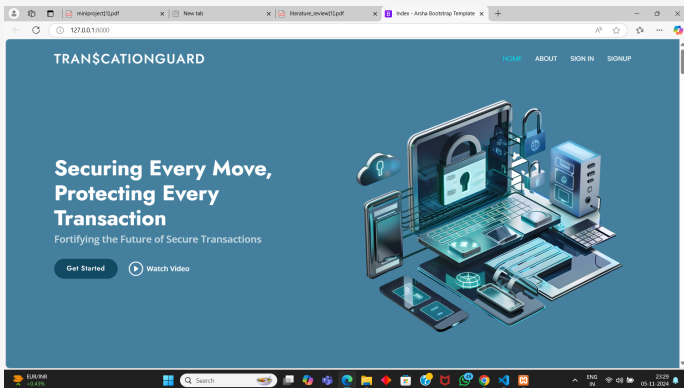 miniproject[1].pdf
New tab
literature_review[1].pdf
Index - Arsha Bootstrap Template
127.0.0.1:8000
TRAN$CATIONGUARD
HOME ABOUT SIGN IN SIGNUP
Securing Every Move,
Protecting Every
Transaction
Fortifying the Future of Secure Transactions
Get Started Watch Video
EUR/INR
+0.43%
Search
ENG
IN
23:29
05-11-2024